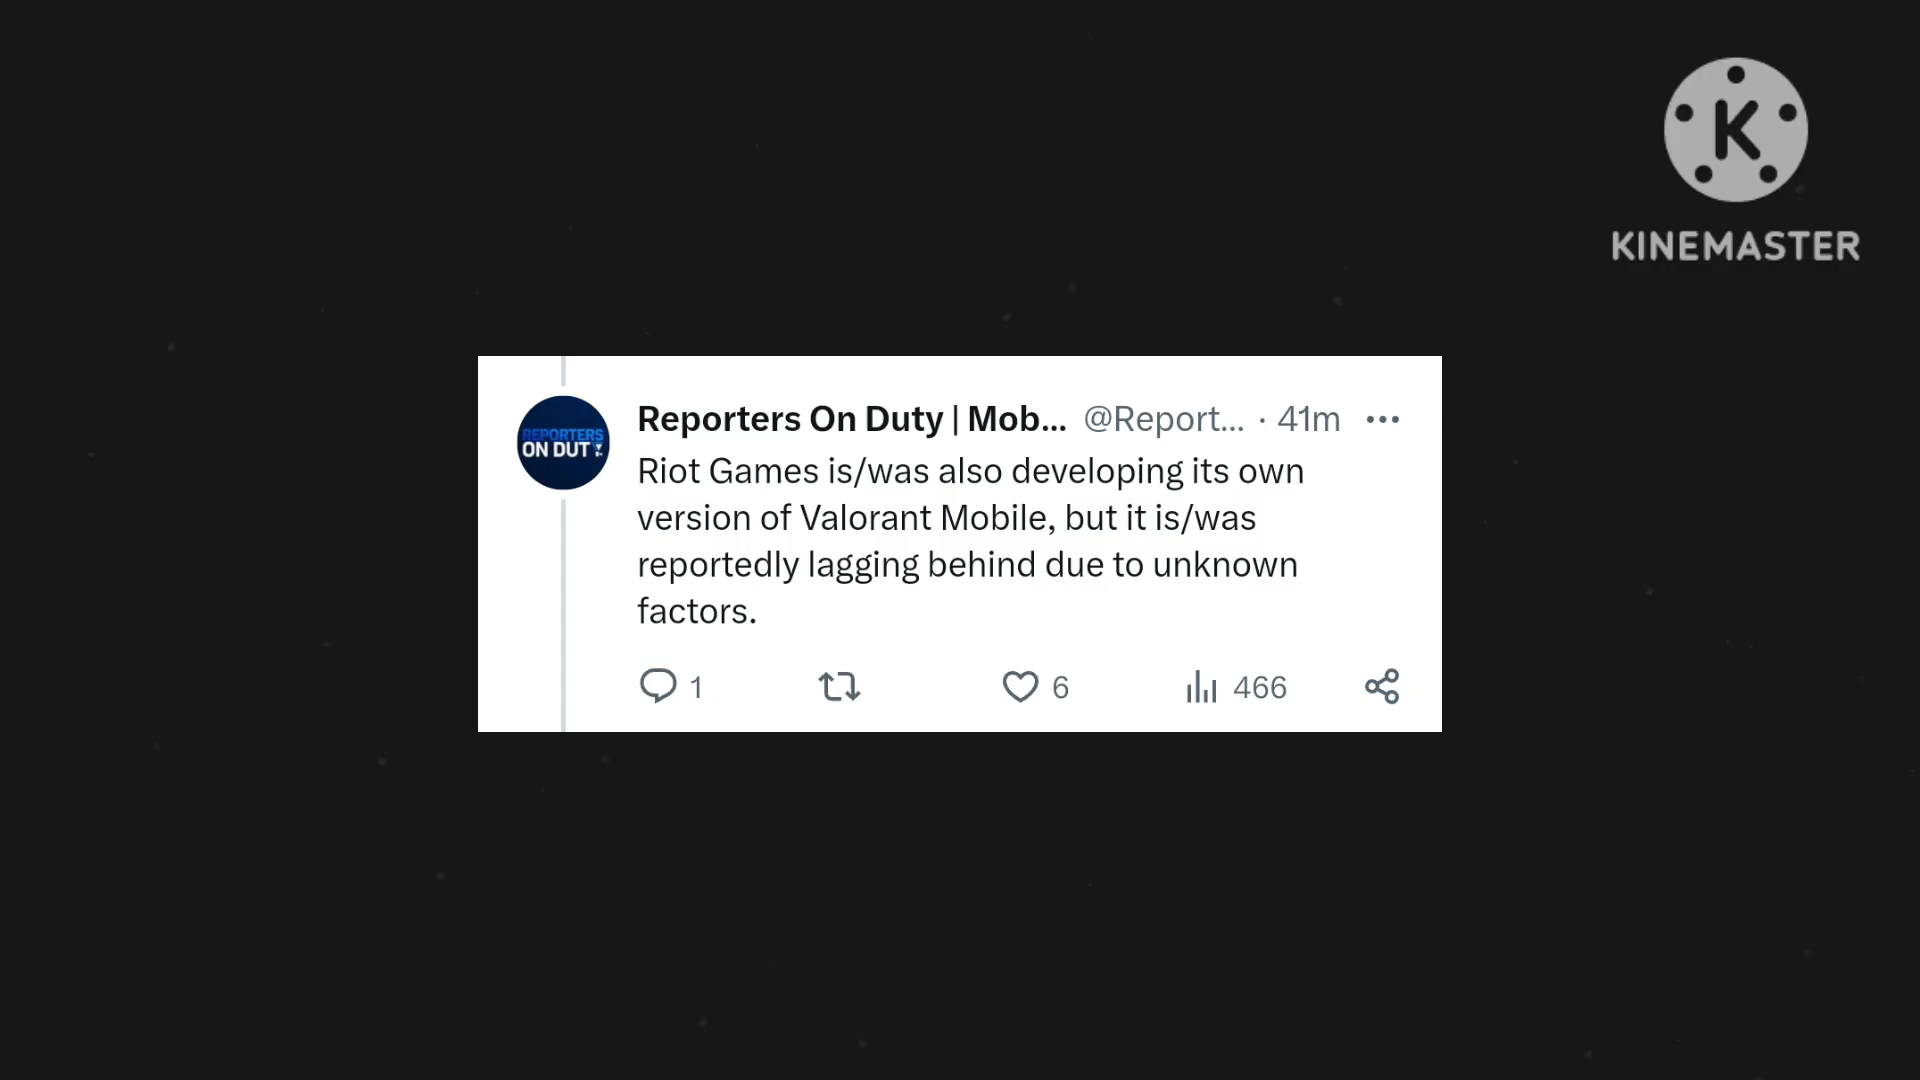 K
KINEMASTER
REPORTERS
ON DUTY
Reporters On Duty | Mob... @Report... · 41m
Riot Games is/was also developing its own
version of Valorant Mobile, but it is/was
reportedly lagging behind due to unknown
factors.
1 6 466